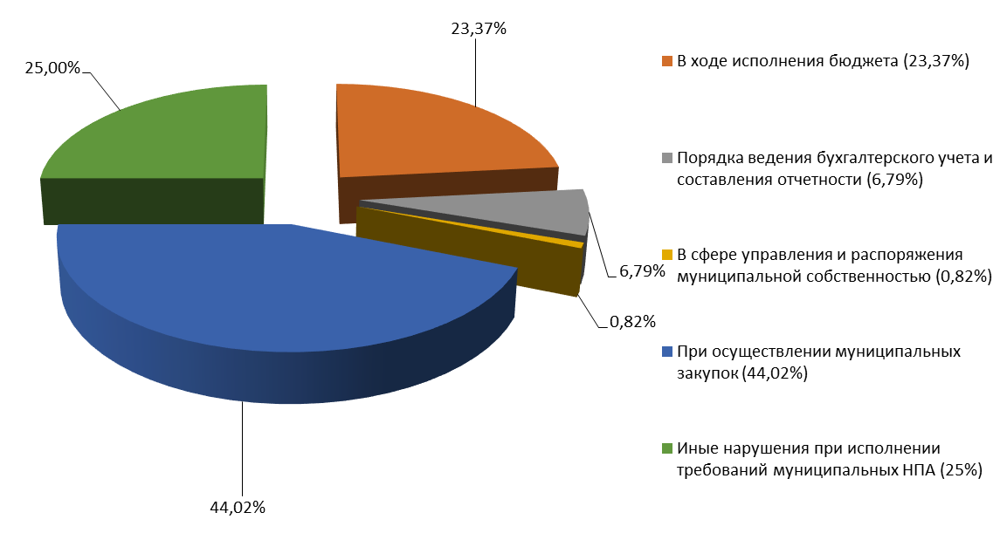 23,37%
25,00%
6,79%
0,82%
44,02%
В ходе исполнения бюджета (23,37%)
Порядка ведения бухгалтерского учета и
составления отчетности (6,79%)
В сфере управления и распоряжения
муниципальной собственностью (0,82%)
При осуществлении муниципальных
закупок (44,02%)
Иные нарушения при исполнении
требований муниципальных НПА (25%)